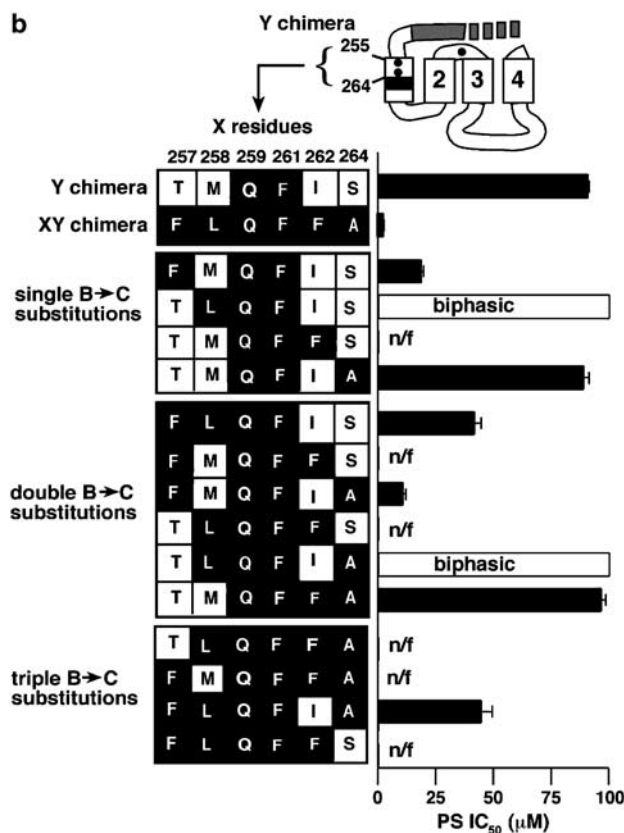 b
Y chimera
255
264
2 3 4
X residues
257 258 259 261 262 264
Y chimera T M Q F I S
XY chimera F L Q F F A
single B→C substitutions
F M Q F I S
T L Q F I S biphasic
T M Q F F S n/f
T M Q F I A
double B→C substitutions
F L Q F I S
F M Q F F S n/f
F M Q F I A
T L Q F F S n/f
T L Q F I A biphasic
T M Q F F A
triple B→C substitutions
T L Q F F A n/f
F M Q F F A n/f
F L Q F I A
F L Q F F S n/f
0 25 50 75 100
PS IC50 (μM)